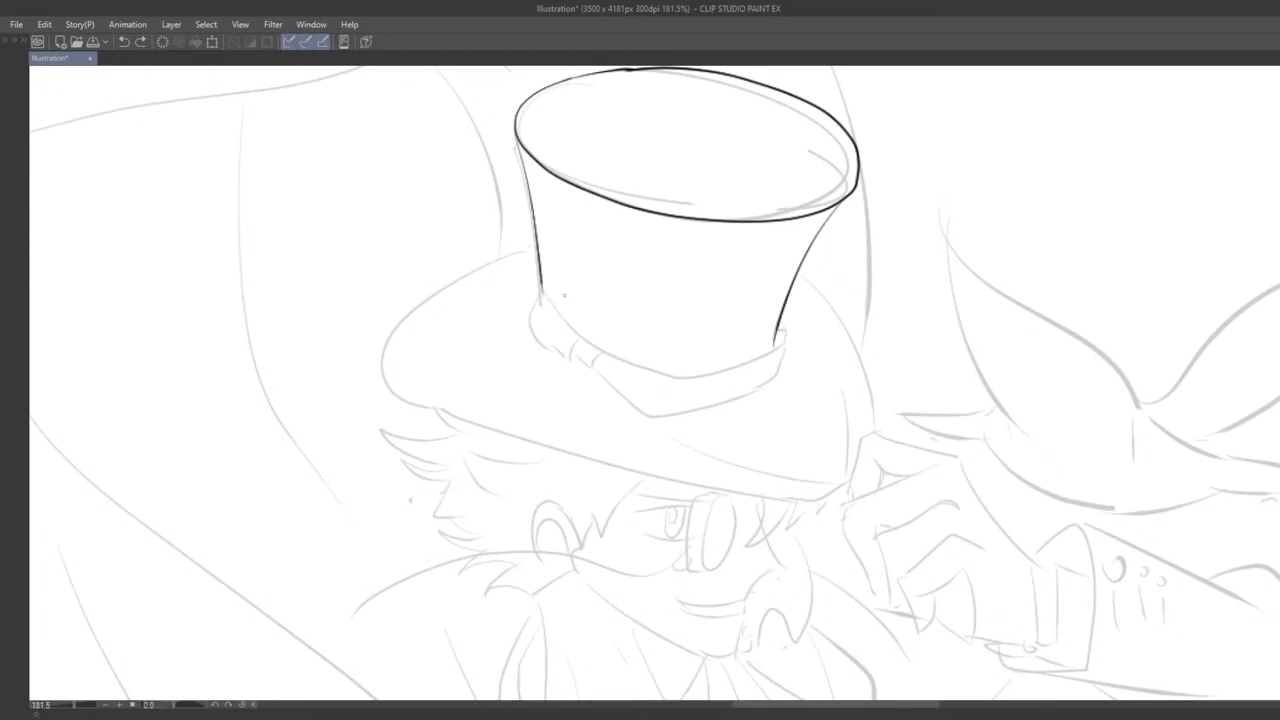 Illustration* (3500 x 4181px 300dpi 181.5%) - CLIP STUDIO PAINT EX
File Edit Story(P) Animation Layer Select View Filter Window Help
Illustration*
181.5 0.0